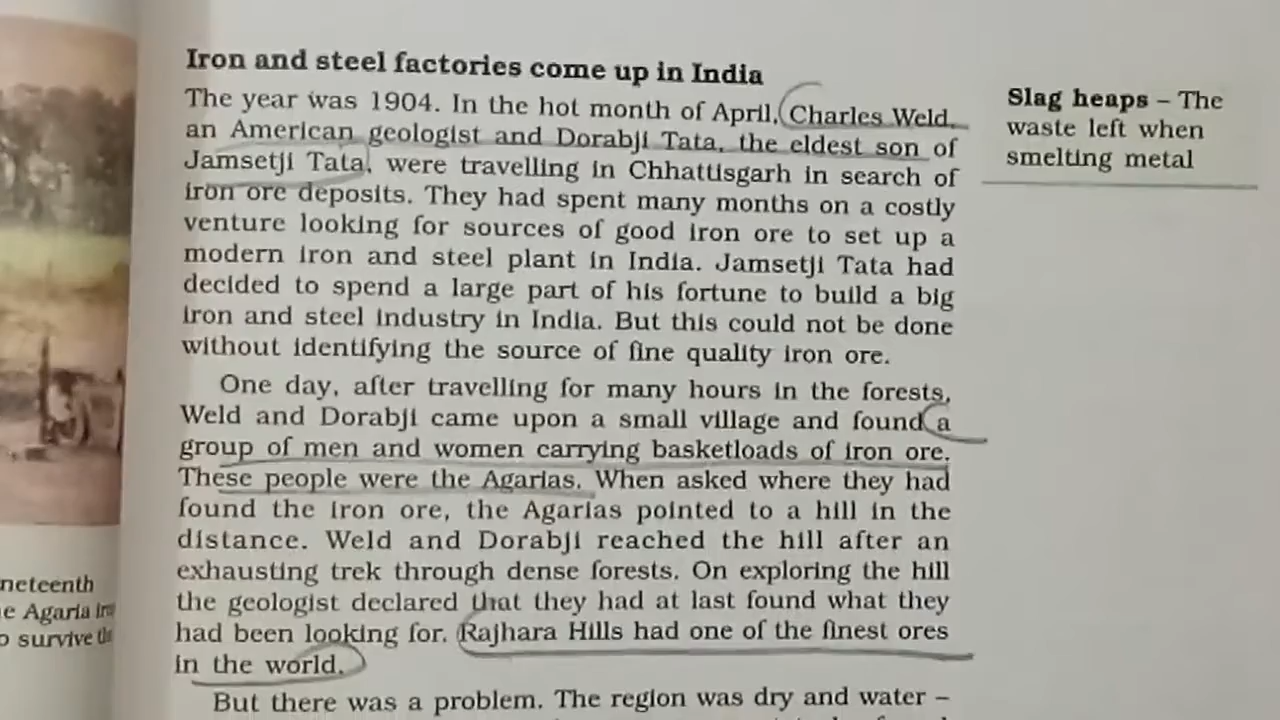 Iron and steel factories come up in India
The year was 1904. In the hot month of April, Charles Weld,
an American geologist and Dorabji Tata, the eldest son of
Jamsetji Tata, were travelling in Chhattisgarh in search of
iron ore deposits. They had spent many months on a costly
venture looking for sources of good iron ore to set up a
modern iron and steel plant in India. Jamsetji Tata had
decided to spend a large part of his fortune to build a big
iron and steel industry in India. But this could not be done
without identifying the source of fine quality iron ore.
One day, after travelling for many hours in the forests,
Weld and Dorabji came upon a small village and found a
group of men and women carrying basketloads of iron ore.
These people were the Agarias. When asked where they had
found the iron ore, the Agarias pointed to a hill in the
distance. Weld and Dorabji reached the hill after an
exhausting trek through dense forests. On exploring the hill
the geologist declared that they had at last found what they
had been looking for. Rajhara Hills had one of the finest ores
in the world.
But there was a problem. The region was dry and water –
Slag heaps – The
waste left when
smelting metal
neteenth
e Agaria
survive